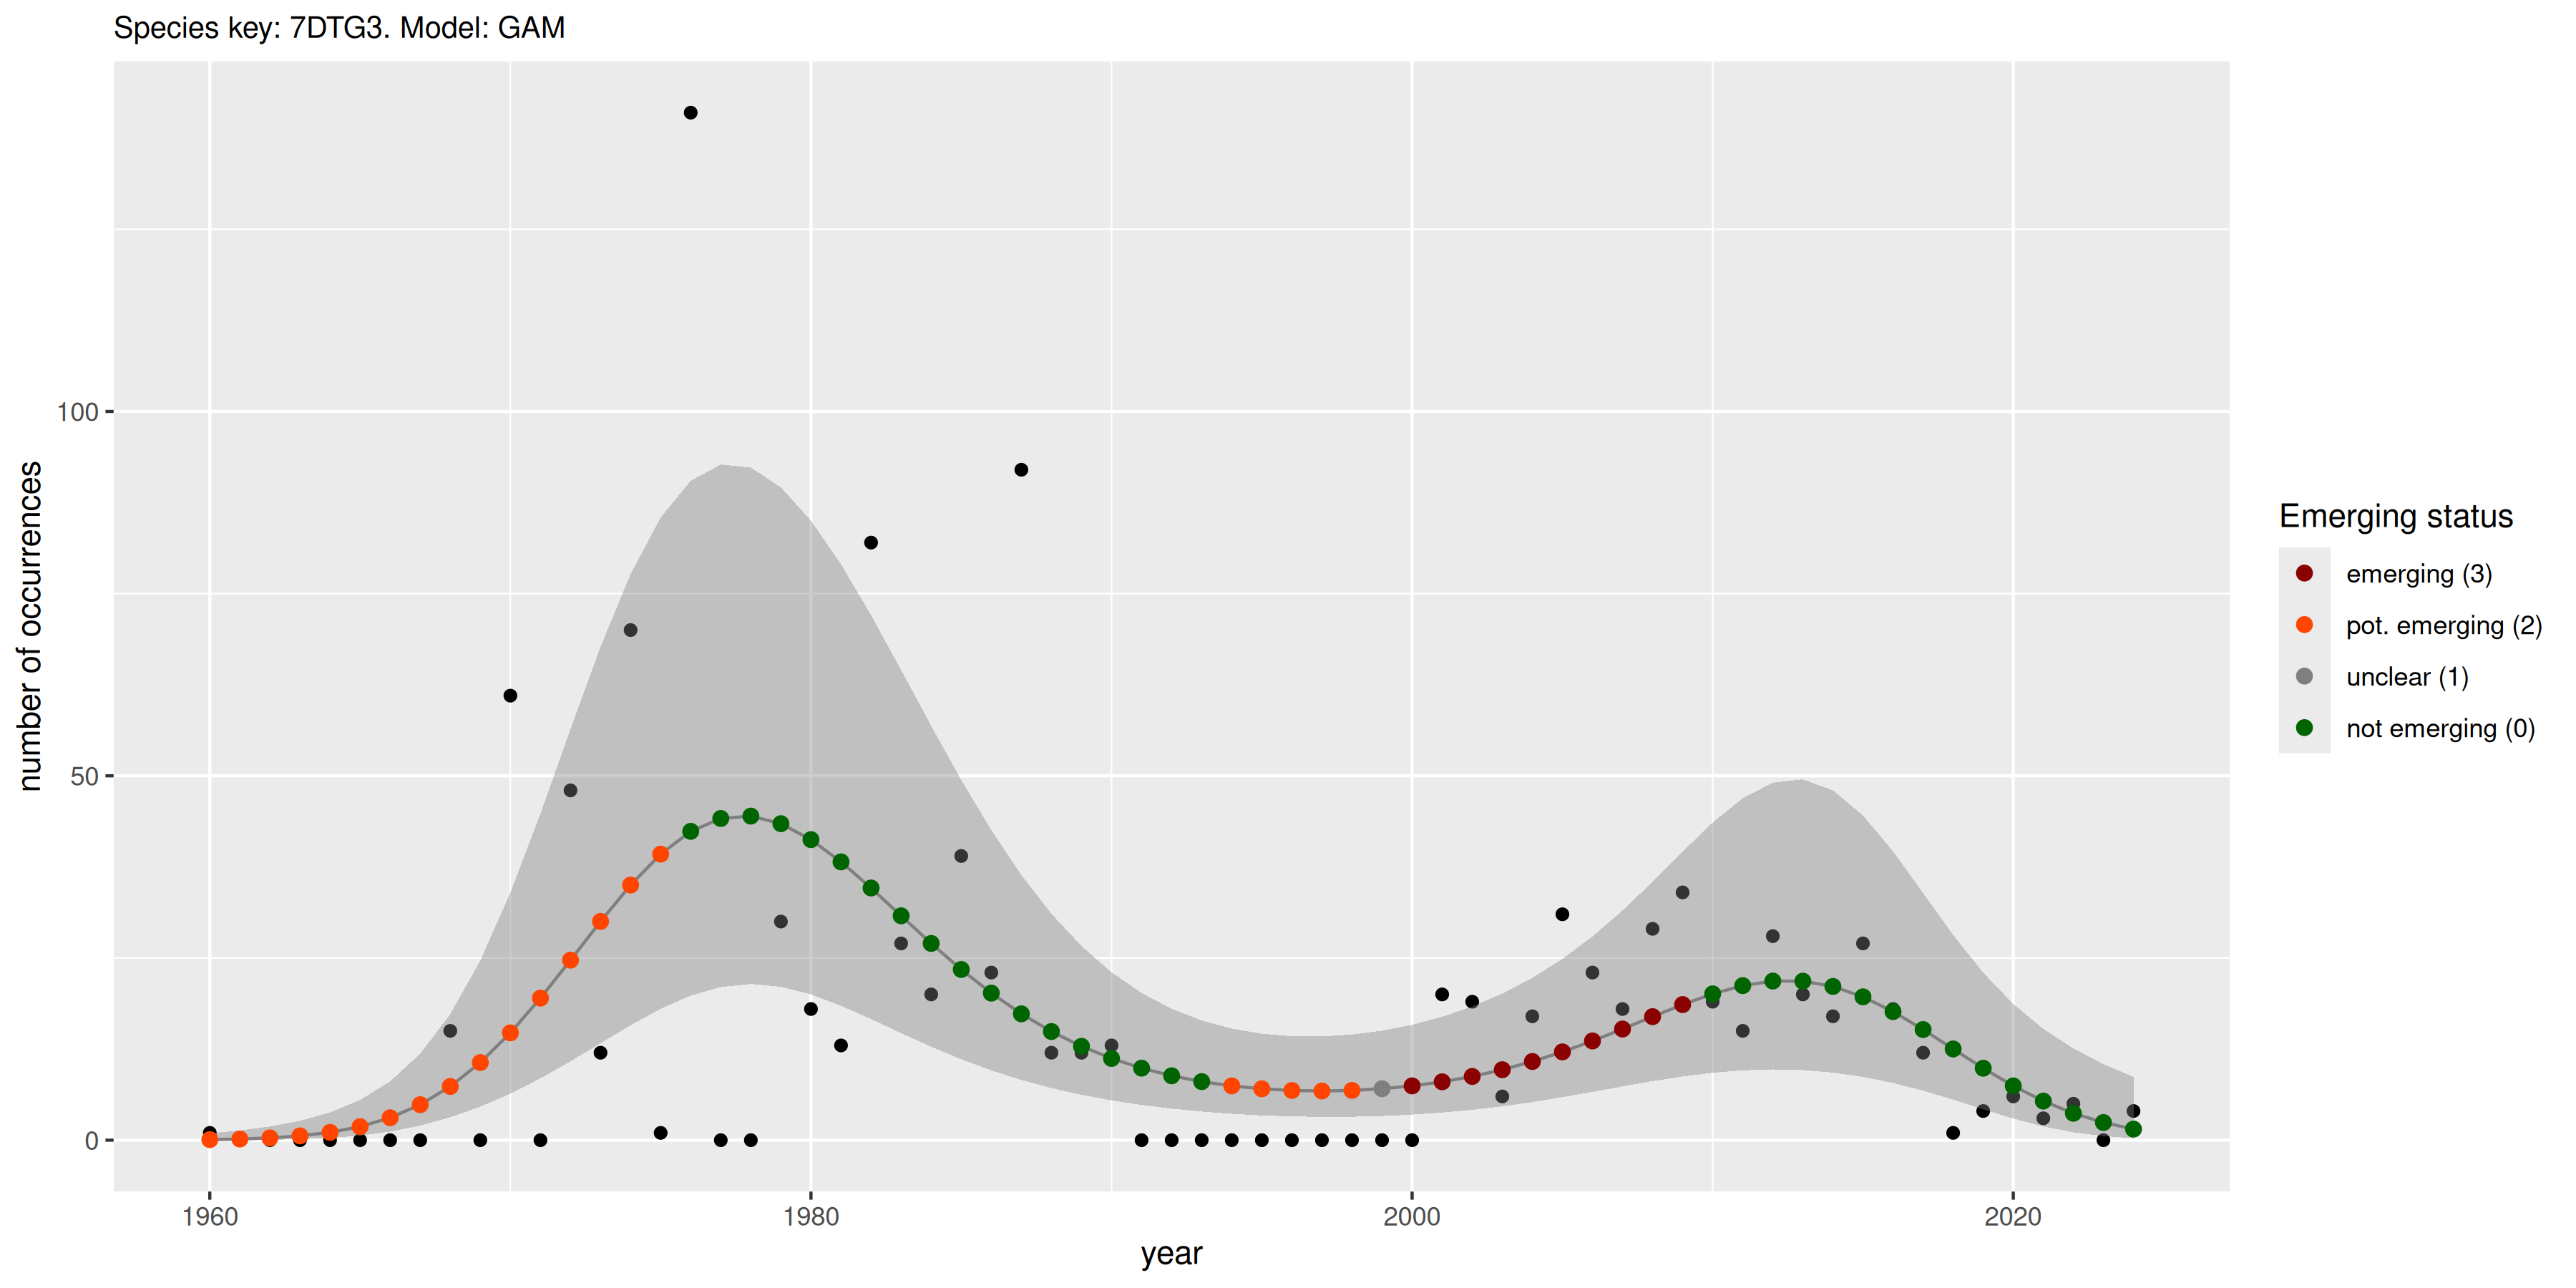 Species key: 7DTG3. Model: GAM
100
50
0
number of occurrences
1960
1980
2000
2020
year
Emerging status
emerging (3)
pot. emerging (2)
unclear (1)
not emerging (0)